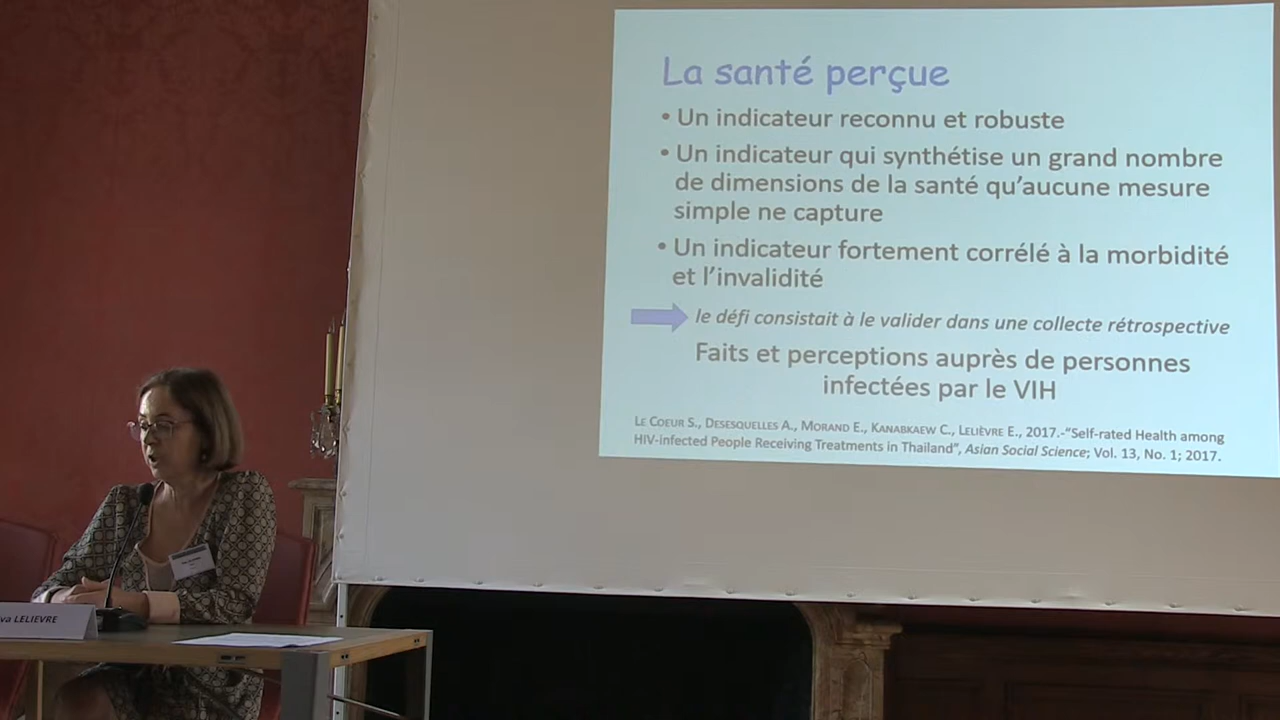 La santé perçue
• Un indicateur reconnu et robuste
• Un indicateur qui synthétise un grand nombre
de dimensions de la santé qu'aucune mesure
simple ne capture
• Un indicateur fortement corrélé à la morbidité
et l'invalidité
le défi consistait à le valider dans une collecte rétrospective
Faits et perceptions auprès de personnes
infectées par le VIH
LE COEUR S., DESESQUELLES A., MORAND E., KANABKAEW C., LELIÈVRE E., 2017.-"Self-rated Health among
HIV-infected People Receiving Treatments in Thailand", Asian Social Science; Vol. 13, No. 1; 2017.
va LELIEVRE